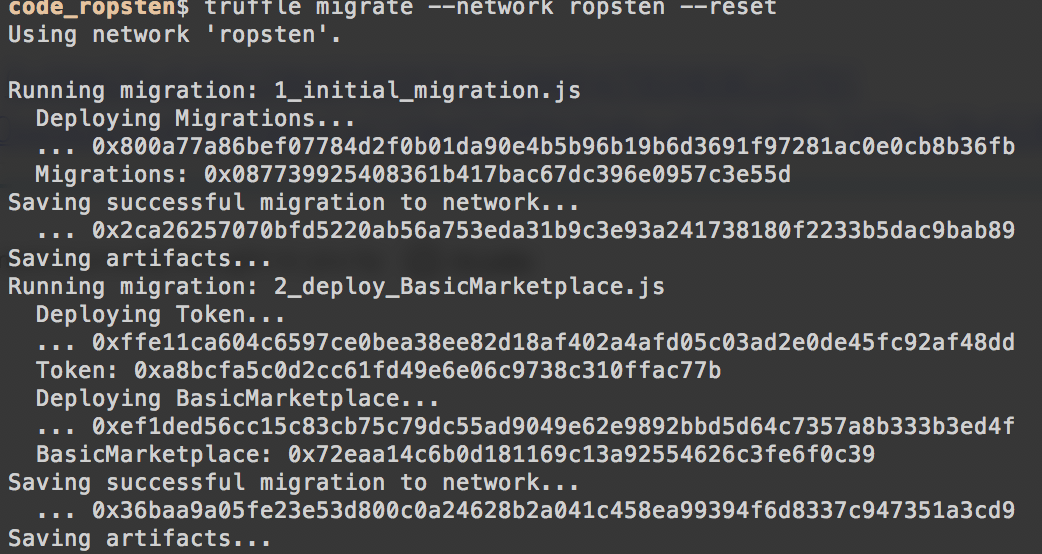 code_ropsten$ truffle migrate --network ropsten --reset
Using network 'ropsten'.
Running migration: 1_initial_migration.js
Deploying Migrations...
... 0x800a77a86bef07784d2f0b01da90e4b5b96b19b6d3691f97281ac0e0cb8b36fb
Migrations: 0x087739925408361b417bac67dc396e0957c3e55d
Saving successful migration to network...
... 0x2ca26257070bfd5220ab56a753eda31b9c3e93a241738180f2233b5dac9bab89
Saving artifacts...
Running migration: 2_deploy_BasicMarketplace.js
Deploying Token...
... 0xffe11ca604c6597ce0bea38ee82d18af402a4afd05c03ad2e0de45fc92af48dd
Token: 0xa8bcfa5c0d2cc61fd49e6e06c9738c310ffac77b
Deploying BasicMarketplace...
... 0xef1ded56cc15c83cb75c79dc55ad9049e62e9892bbd5d64c7357a8b333b3ed4f
BasicMarketplace: 0x72eaa14c6b0d181169c13a92554626c3fe6f0c39
Saving successful migration to network...
... 0x36baa9a05fe23e53d800c0a24628b2a041c458ea99394f6d8337c947351a3cd9
Saving artifacts...